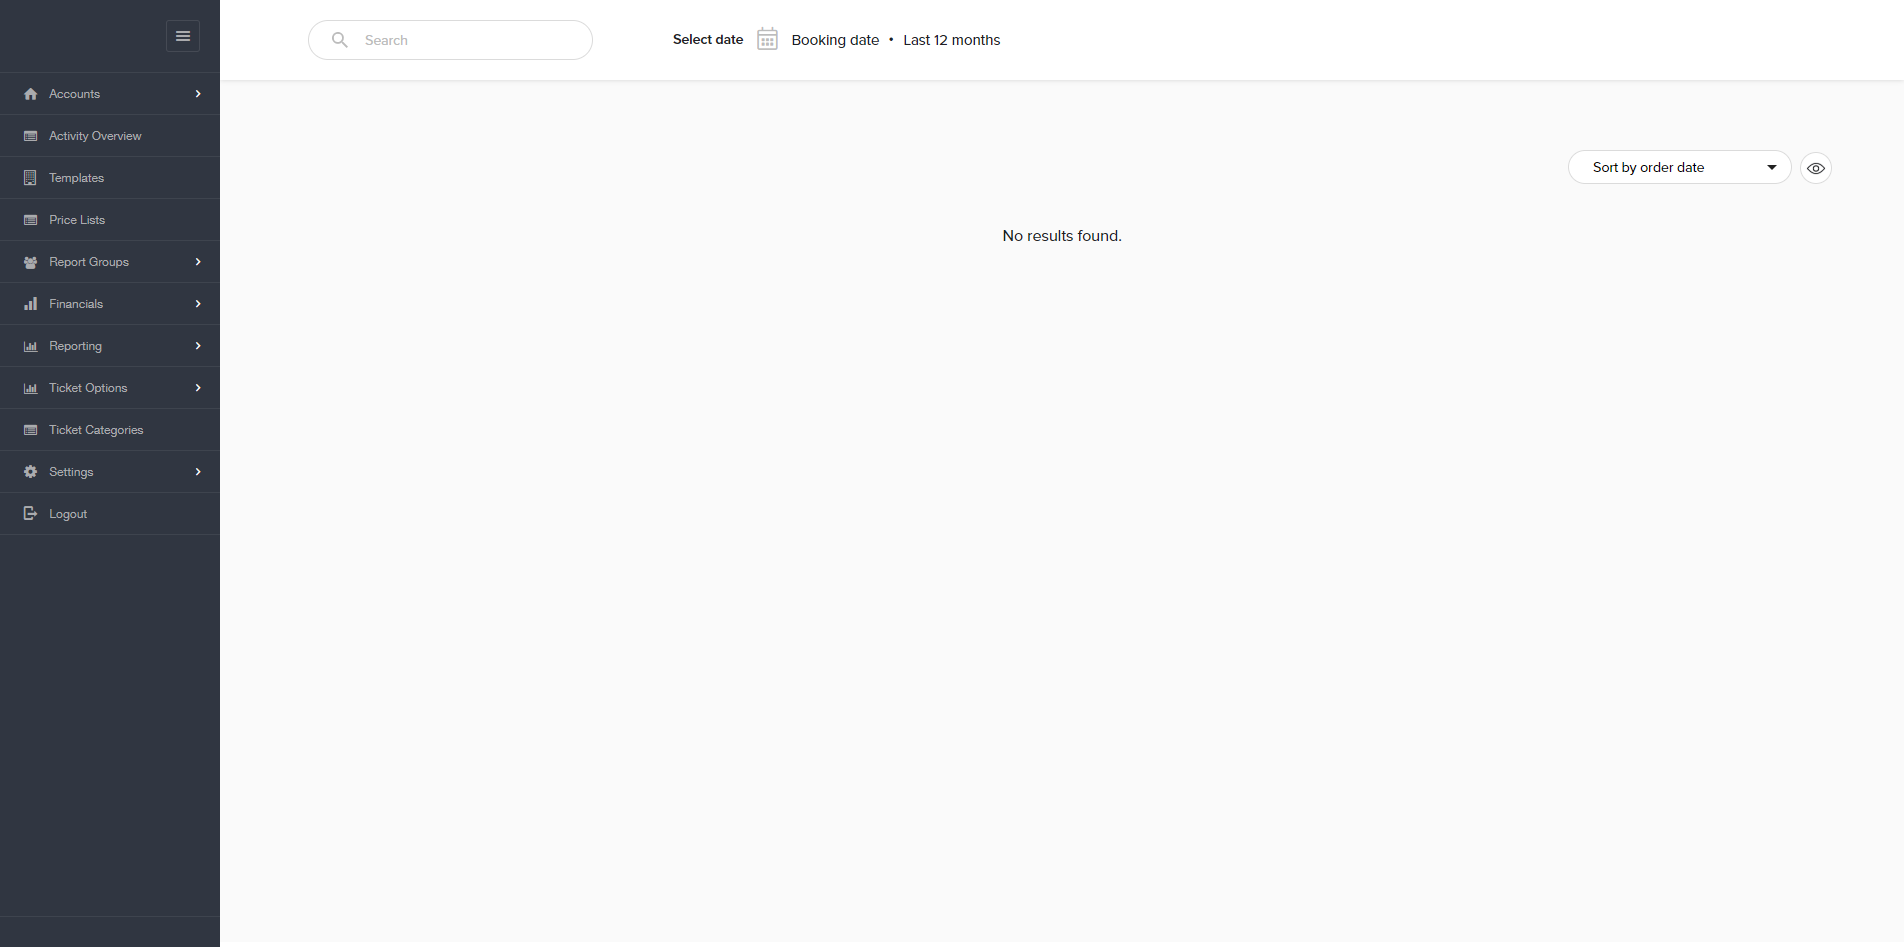 Search
Select date Booking date • Last 12 months
Accounts
Activity Overview
Templates
Price Lists
Report Groups
Financials
Reporting
Ticket Options
Ticket Categories
Settings
Logout
Sort by order date
No results found.